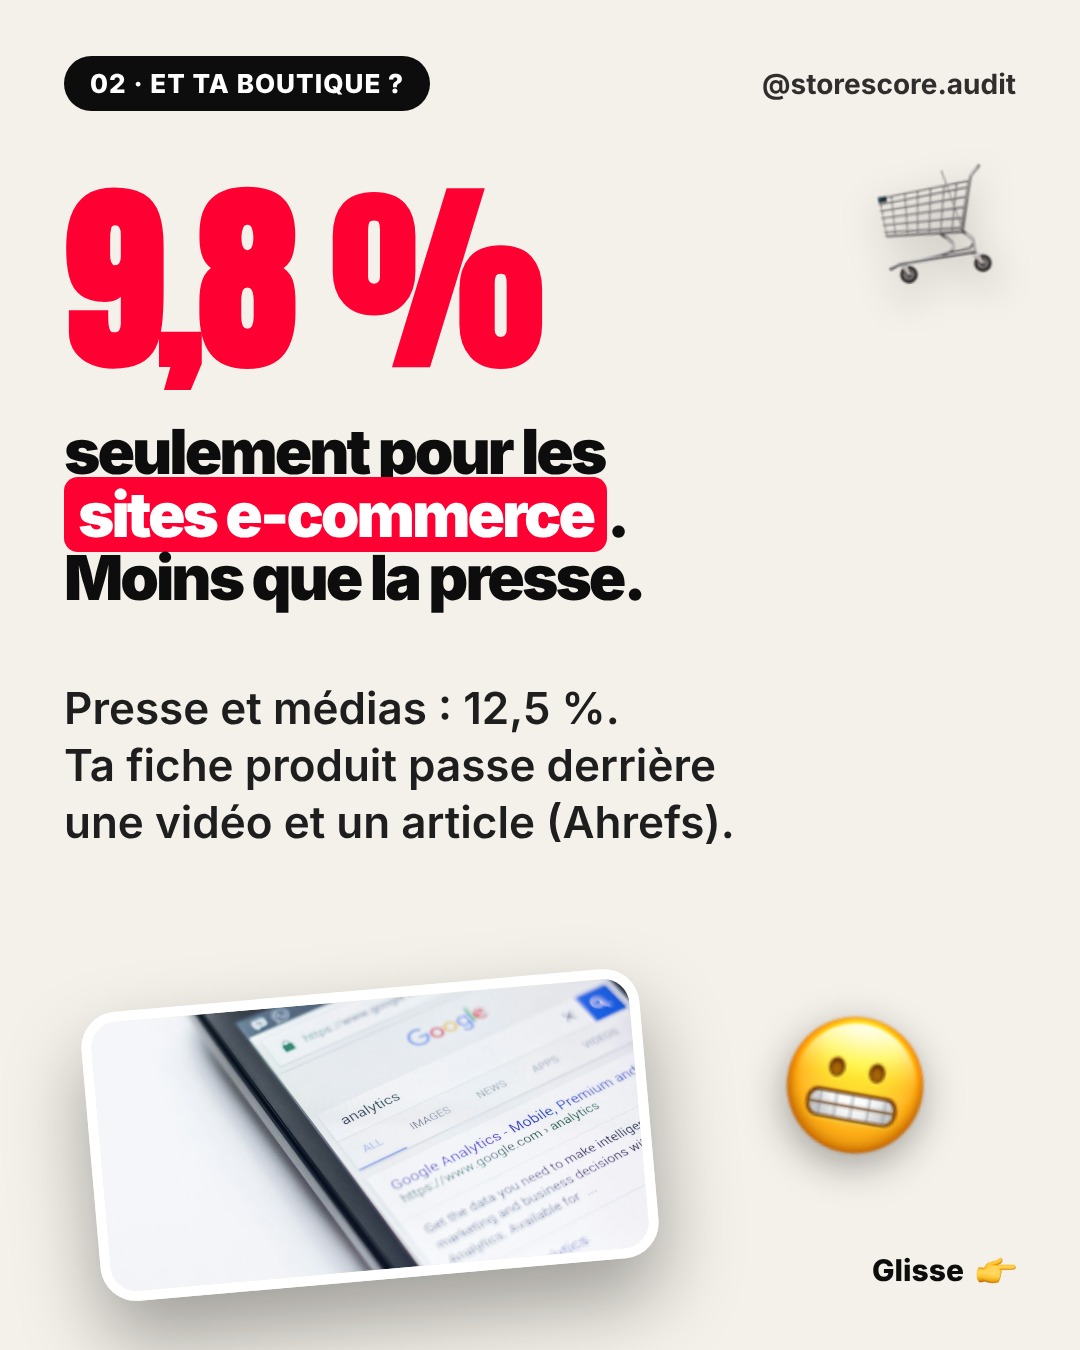 02 · ET TA BOUTIQUE ?
@storescore.audit
9,8 %
seulement pour les
sites e-commerce.
Moins que la presse.
Presse et médias : 12,5 %.
Ta fiche produit passe derrière
une vidéo et un article (Ahrefs).
https://www.google
Google
analytics
ALL IMAGES NEWS APPS VIDEOS
Google Analytics - Mobile, Premium and
https://www.google.com › analytics
Get the data you need to make intellige
marketing and business decisions wi
Analytics. Available for ...
Glisse 👉